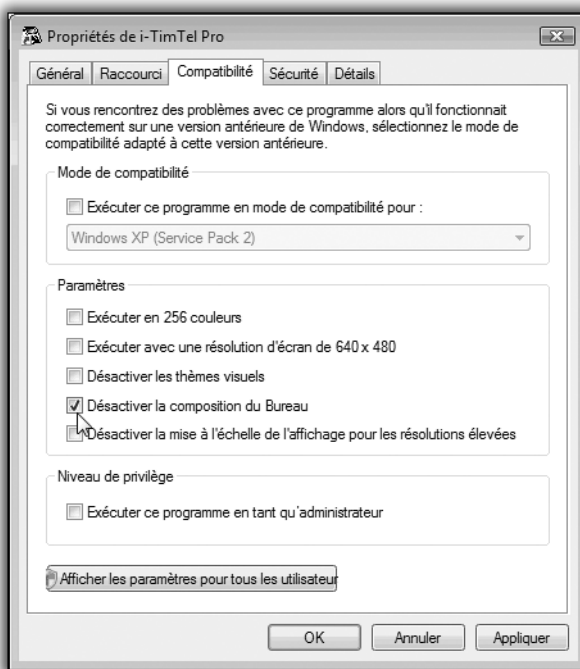 Propriétés de i-TimTel Pro
Général Raccourci Compatibilité Sécurité Détails
Si vous rencontrez des problèmes avec ce programme alors qu'il fonctionnait
correctement sur une version antérieure de Windows, sélectionnez le mode de
compatibilité adapté à cette version antérieure.
Mode de compatibilité
Exécuter ce programme en mode de compatibilité pour :
Windows XP (Service Pack 2)
Paramètres
Exécuter en 256 couleurs
Exécuter avec une résolution d'écran de 640 x 480
Désactiver les thèmes visuels
Désactiver la composition du Bureau
Désactiver la mise à l'échelle de l'affichage pour les résolutions élevées
Niveau de privilège
Exécuter ce programme en tant qu'administrateur
Afficher les paramètres pour tous les utilisateur
OK Annuler Appliquer